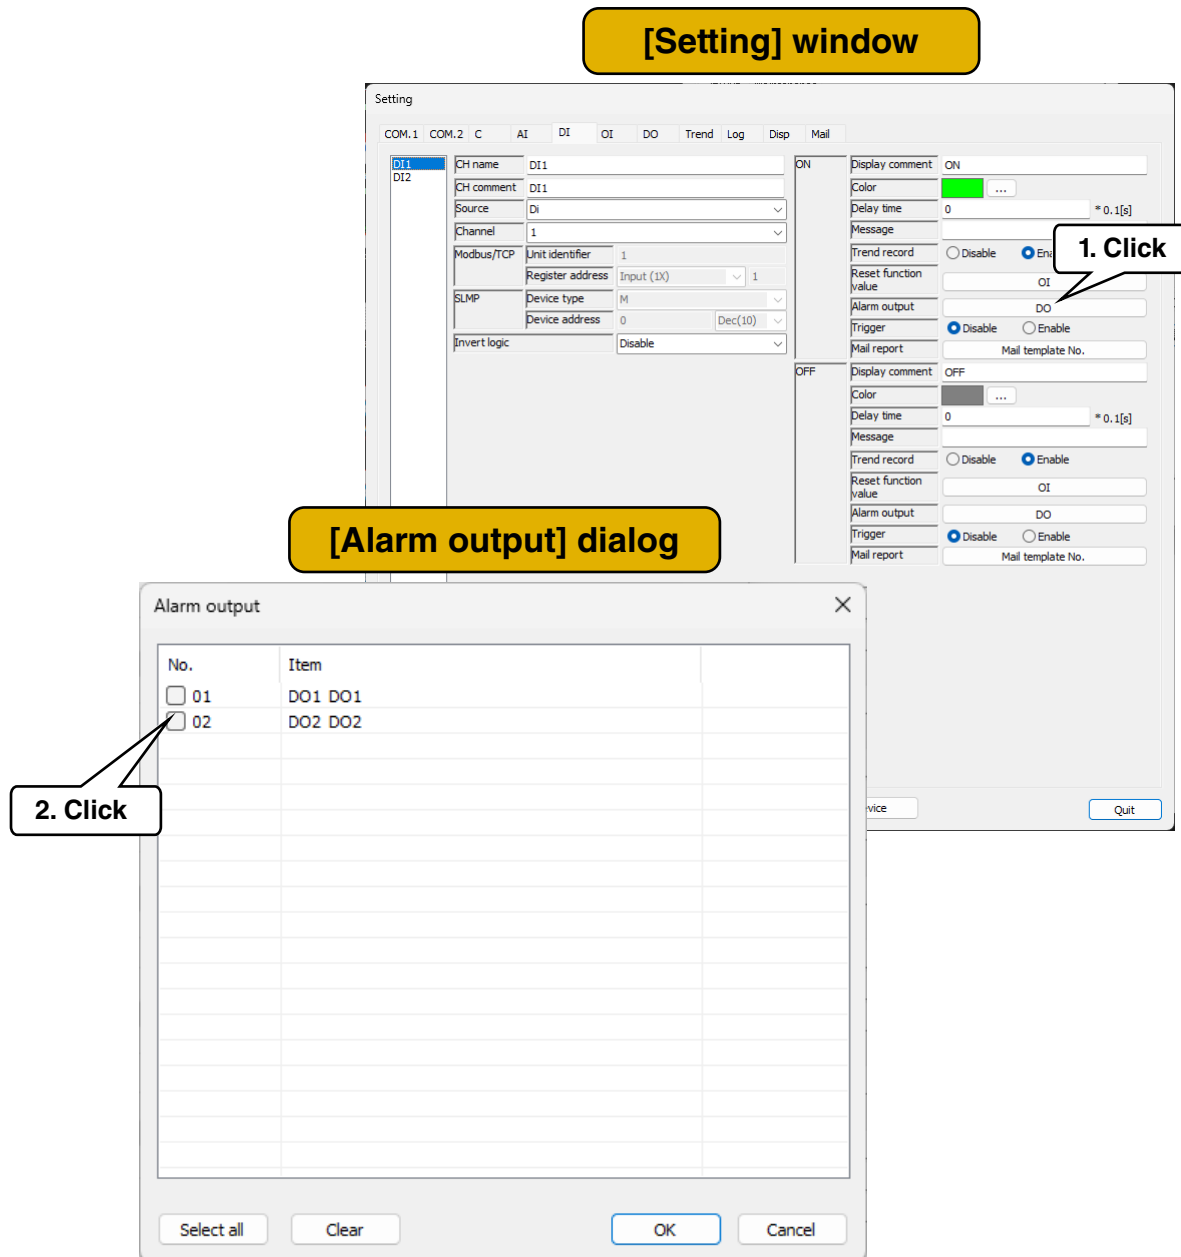 [Setting] window
Setting
COM.1 COM.2 C AI DI OI DO Trend Log Disp Mail
DI1
DI2
CH name DI1
CH comment DI1
Source Di
Channel 1
Modbus/TCP Unit identifier 1
Register address Input (1X) 1
SLMP Device type M
Device address 0 Dec(10)
Invert logic Disable
ON Display comment ON
Color ...
Delay time 0 * 0.1[s]
Message
Trend record Disable
1. Click
Reset function value OI
Alarm output DO
Trigger Disable Enable
Mail report Mail template No.
OFF Display comment OFF
Color ...
Delay time 0 * 0.1[s]
Message
Trend record Disable Enable
Reset function value OI
Alarm output DO
Trigger Disable Enable
Mail report Mail template No.
Quit
[Alarm output] dialog
Alarm output
No. Item
01 DO1 DO1
02 DO2 DO2
2. Click
Select all Clear OK Cancel